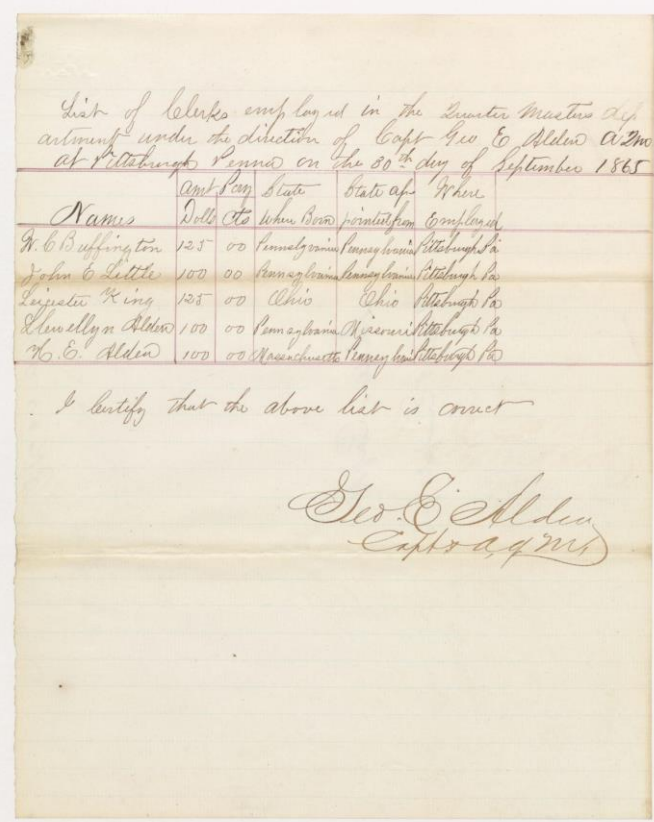 List of Clerks employed in the Quarter Masters dep
artment under the direction of Capt Geo E Alden AQM
at Pittsburgh Penna on the 30th day of September 1865
Names | Amt Pay Dolls | cts | State Where Born | State ap pointed from | Where Employed
W. C Buffington | 125 | 00 | Pennsylvania | Pennsylvania | Pittsburgh Pa
John E Little | 100 | 00 | Pennsylvania | Pennsylvania | Pittsburgh Pa
Leicester King | 125 | 00 | Ohio | Ohio | Pittsburgh Pa
Llewellyn Alden | 100 | 00 | Pennsylvania | Missouri | Pittsburgh Pa
H. E. Alden | 100 | 00 | Massachusetts | Pennsylvania | Pittsburgh Pa
I Certify that the above list is correct
Geo. E. Alden
Capt & A, Q M,